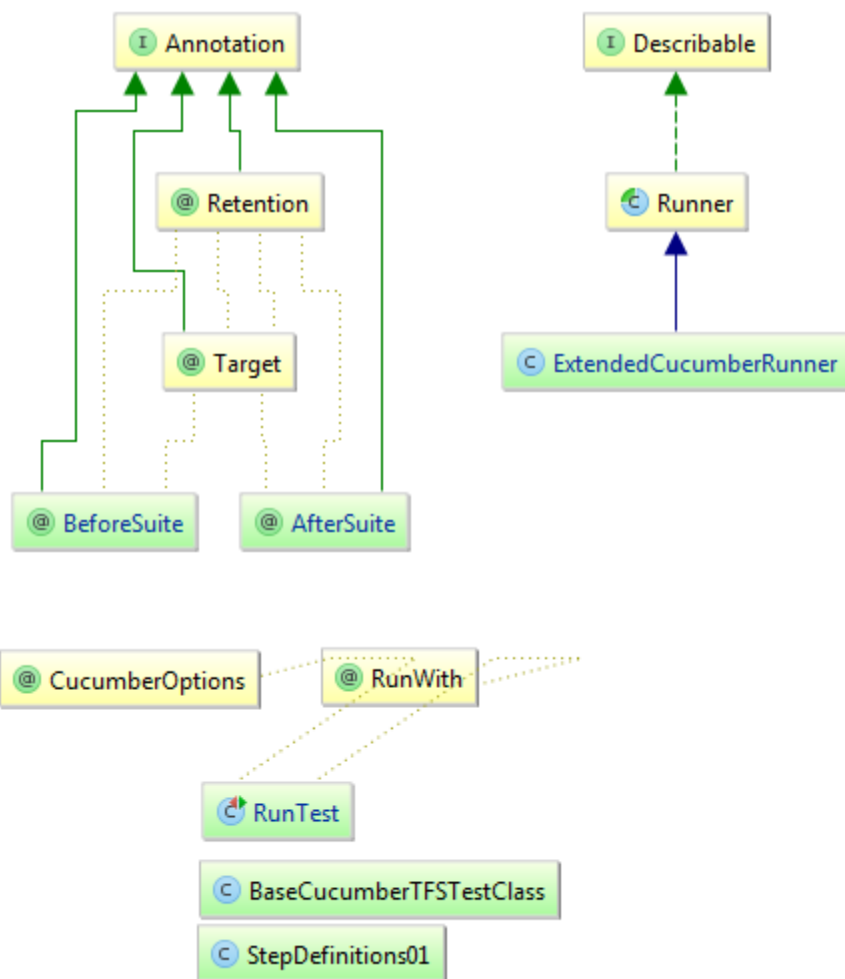 I Annotation
I Describable
@ Retention
C Runner
@ Target
C ExtendedCucumberRunner
@ BeforeSuite
@ AfterSuite
@ CucumberOptions
@ RunWith
C RunTest
C BaseCucumberTFSTestClass
C StepDefinitions01